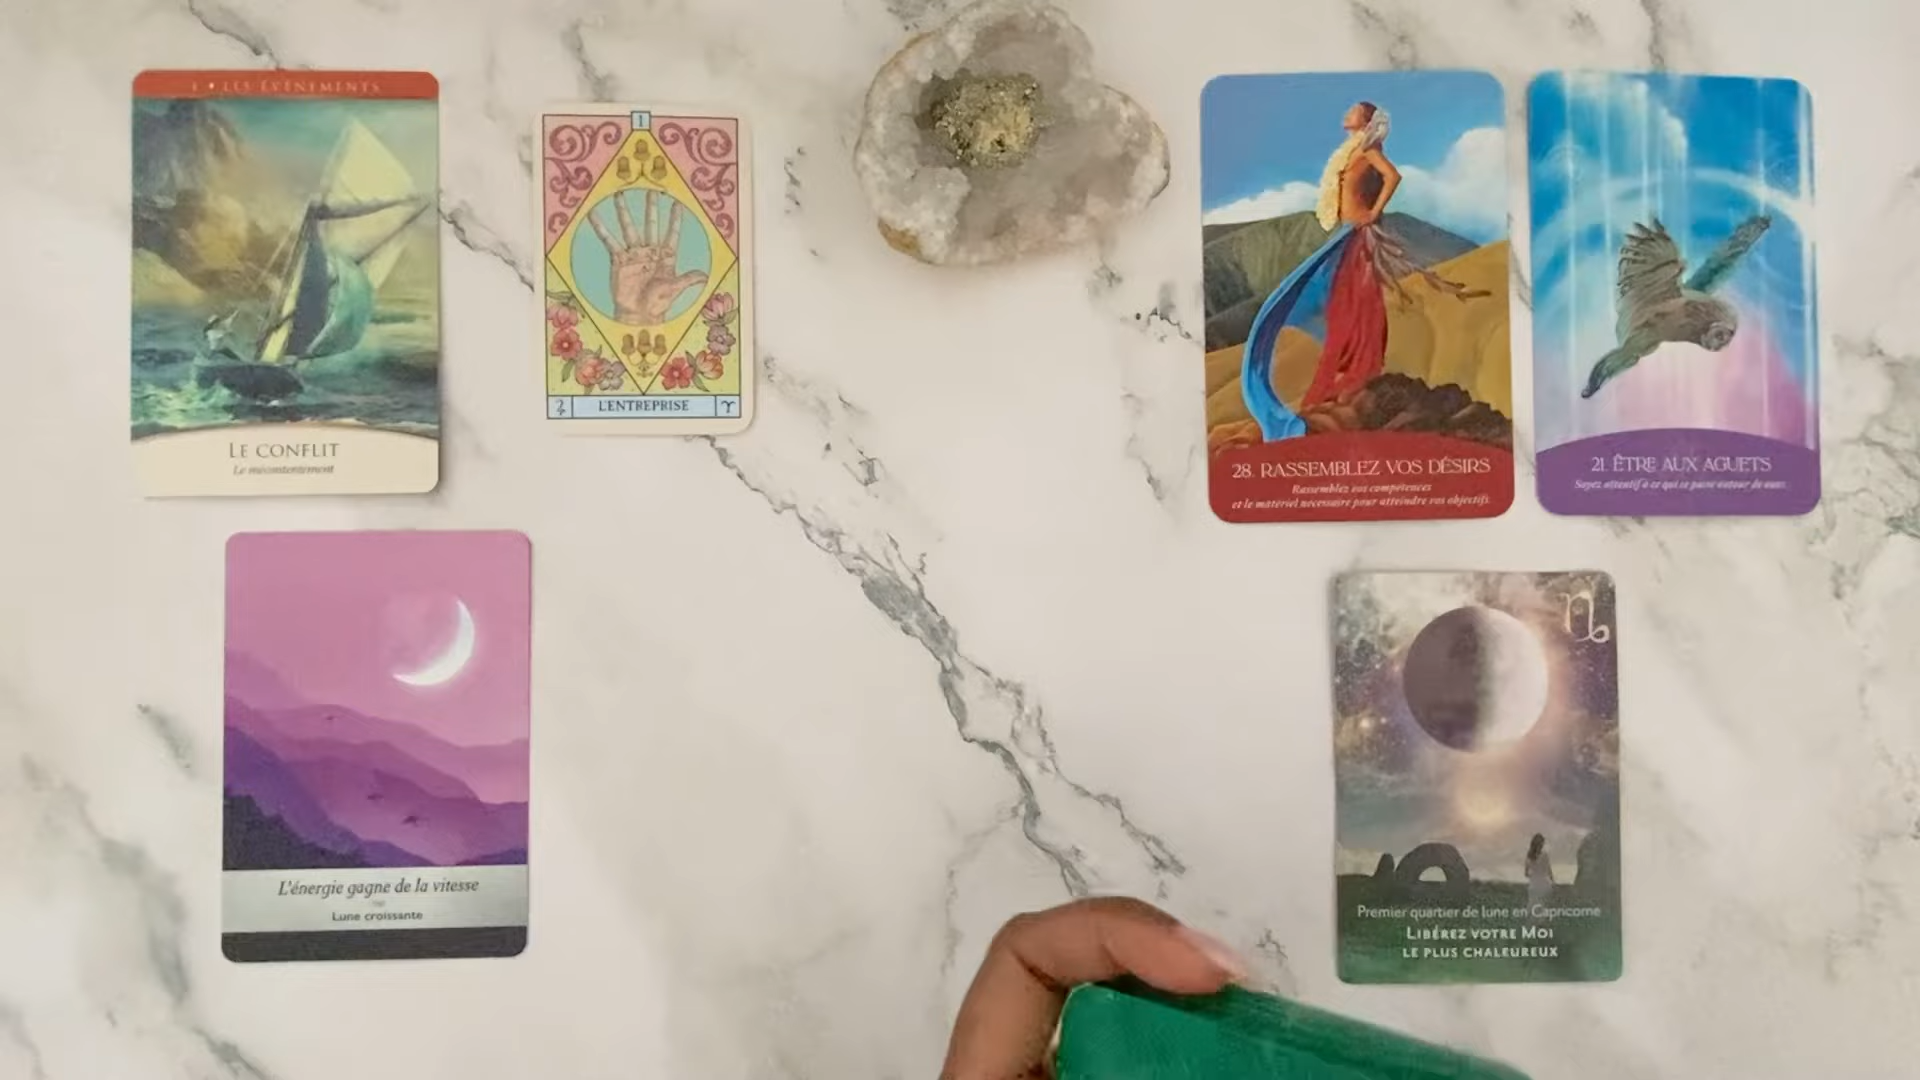 1 • LES ÉVÉNEMENTS
LE CONFLIT
Le mécontentement
1
L'ENTREPRISE
28. RASSEMBLEZ VOS DÉSIRS
Rassemblez vos compétences
et le matériel nécessaire pour atteindre vos objectifs.
21. ÊTRE AUX AGUETS
Soyez attentif à ce qui se passe autour de vous.
L'énergie gagne de la vitesse
Lune croissante
Premier quartier de lune en Capricorne
LIBÉREZ VOTRE MOI
LE PLUS CHALEUREUX